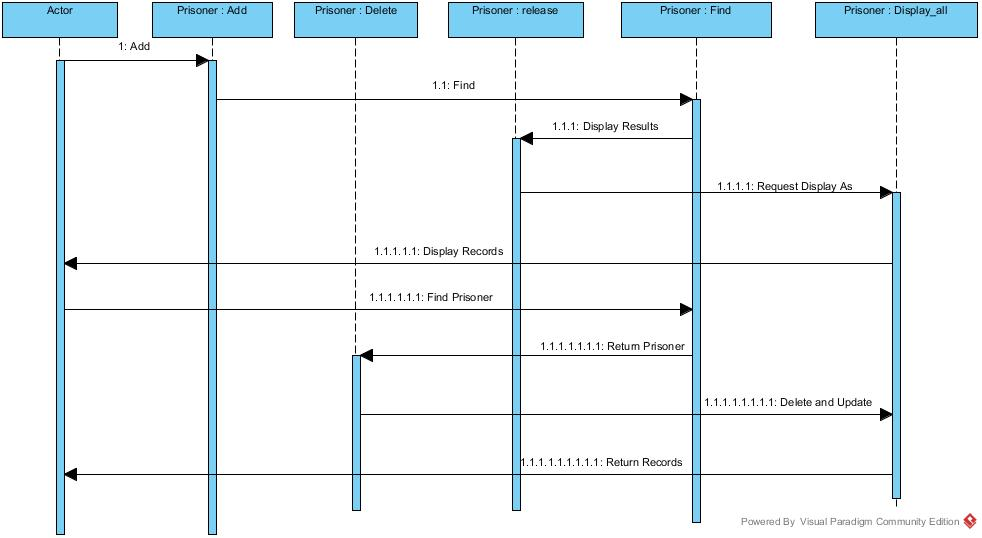 Actor
Prisoner : Add
Prisoner : Delete
Prisoner : release
Prisoner : Find
Prisoner : Display_all
1: Add
1.1: Find
1.1.1: Display Results
1.1.1.1: Request Display As
1.1.1.1.1: Display Records
1.1.1.1.1.1: Find Prisoner
1.1.1.1.1.1.1: Return Prisoner
1.1.1.1.1.1.1.1: Delete and Update
1.1.1.1.1.1.1.1.1: Return Records
Powered By Visual Paradigm Community Edition